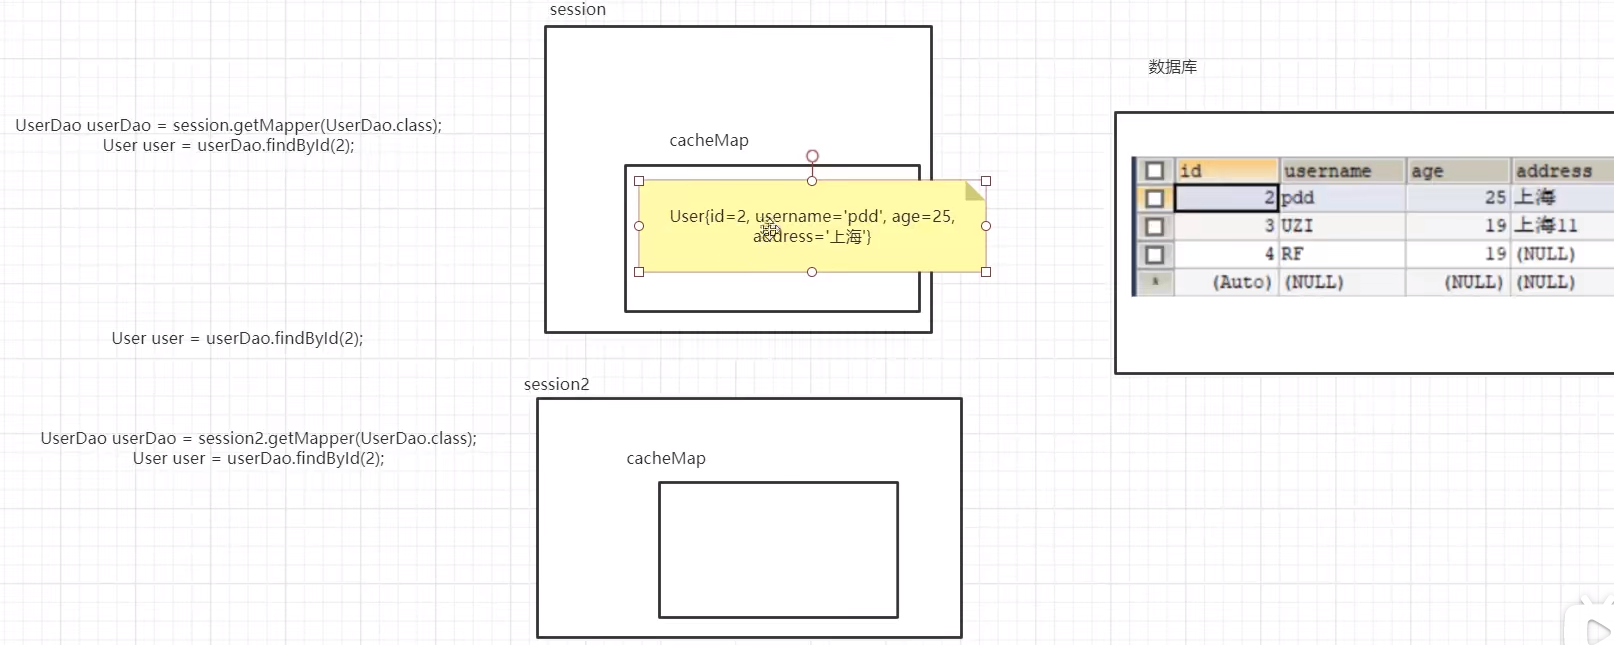 session
数据库
UserDao userDao = session.getMapper(UserDao.class);
User user = userDao.findById(2);
cacheMap
User{id=2, username='pdd', age=25,
address='上海'}
id username age address
2 pdd 25 上海
3 UZI 19 上海11
4 RF 19 (NULL)
* (Auto) (NULL) (NULL) (NULL)
User user = userDao.findById(2);
session2
UserDao userDao = session2.getMapper(UserDao.class);
User user = userDao.findById(2);
cacheMap